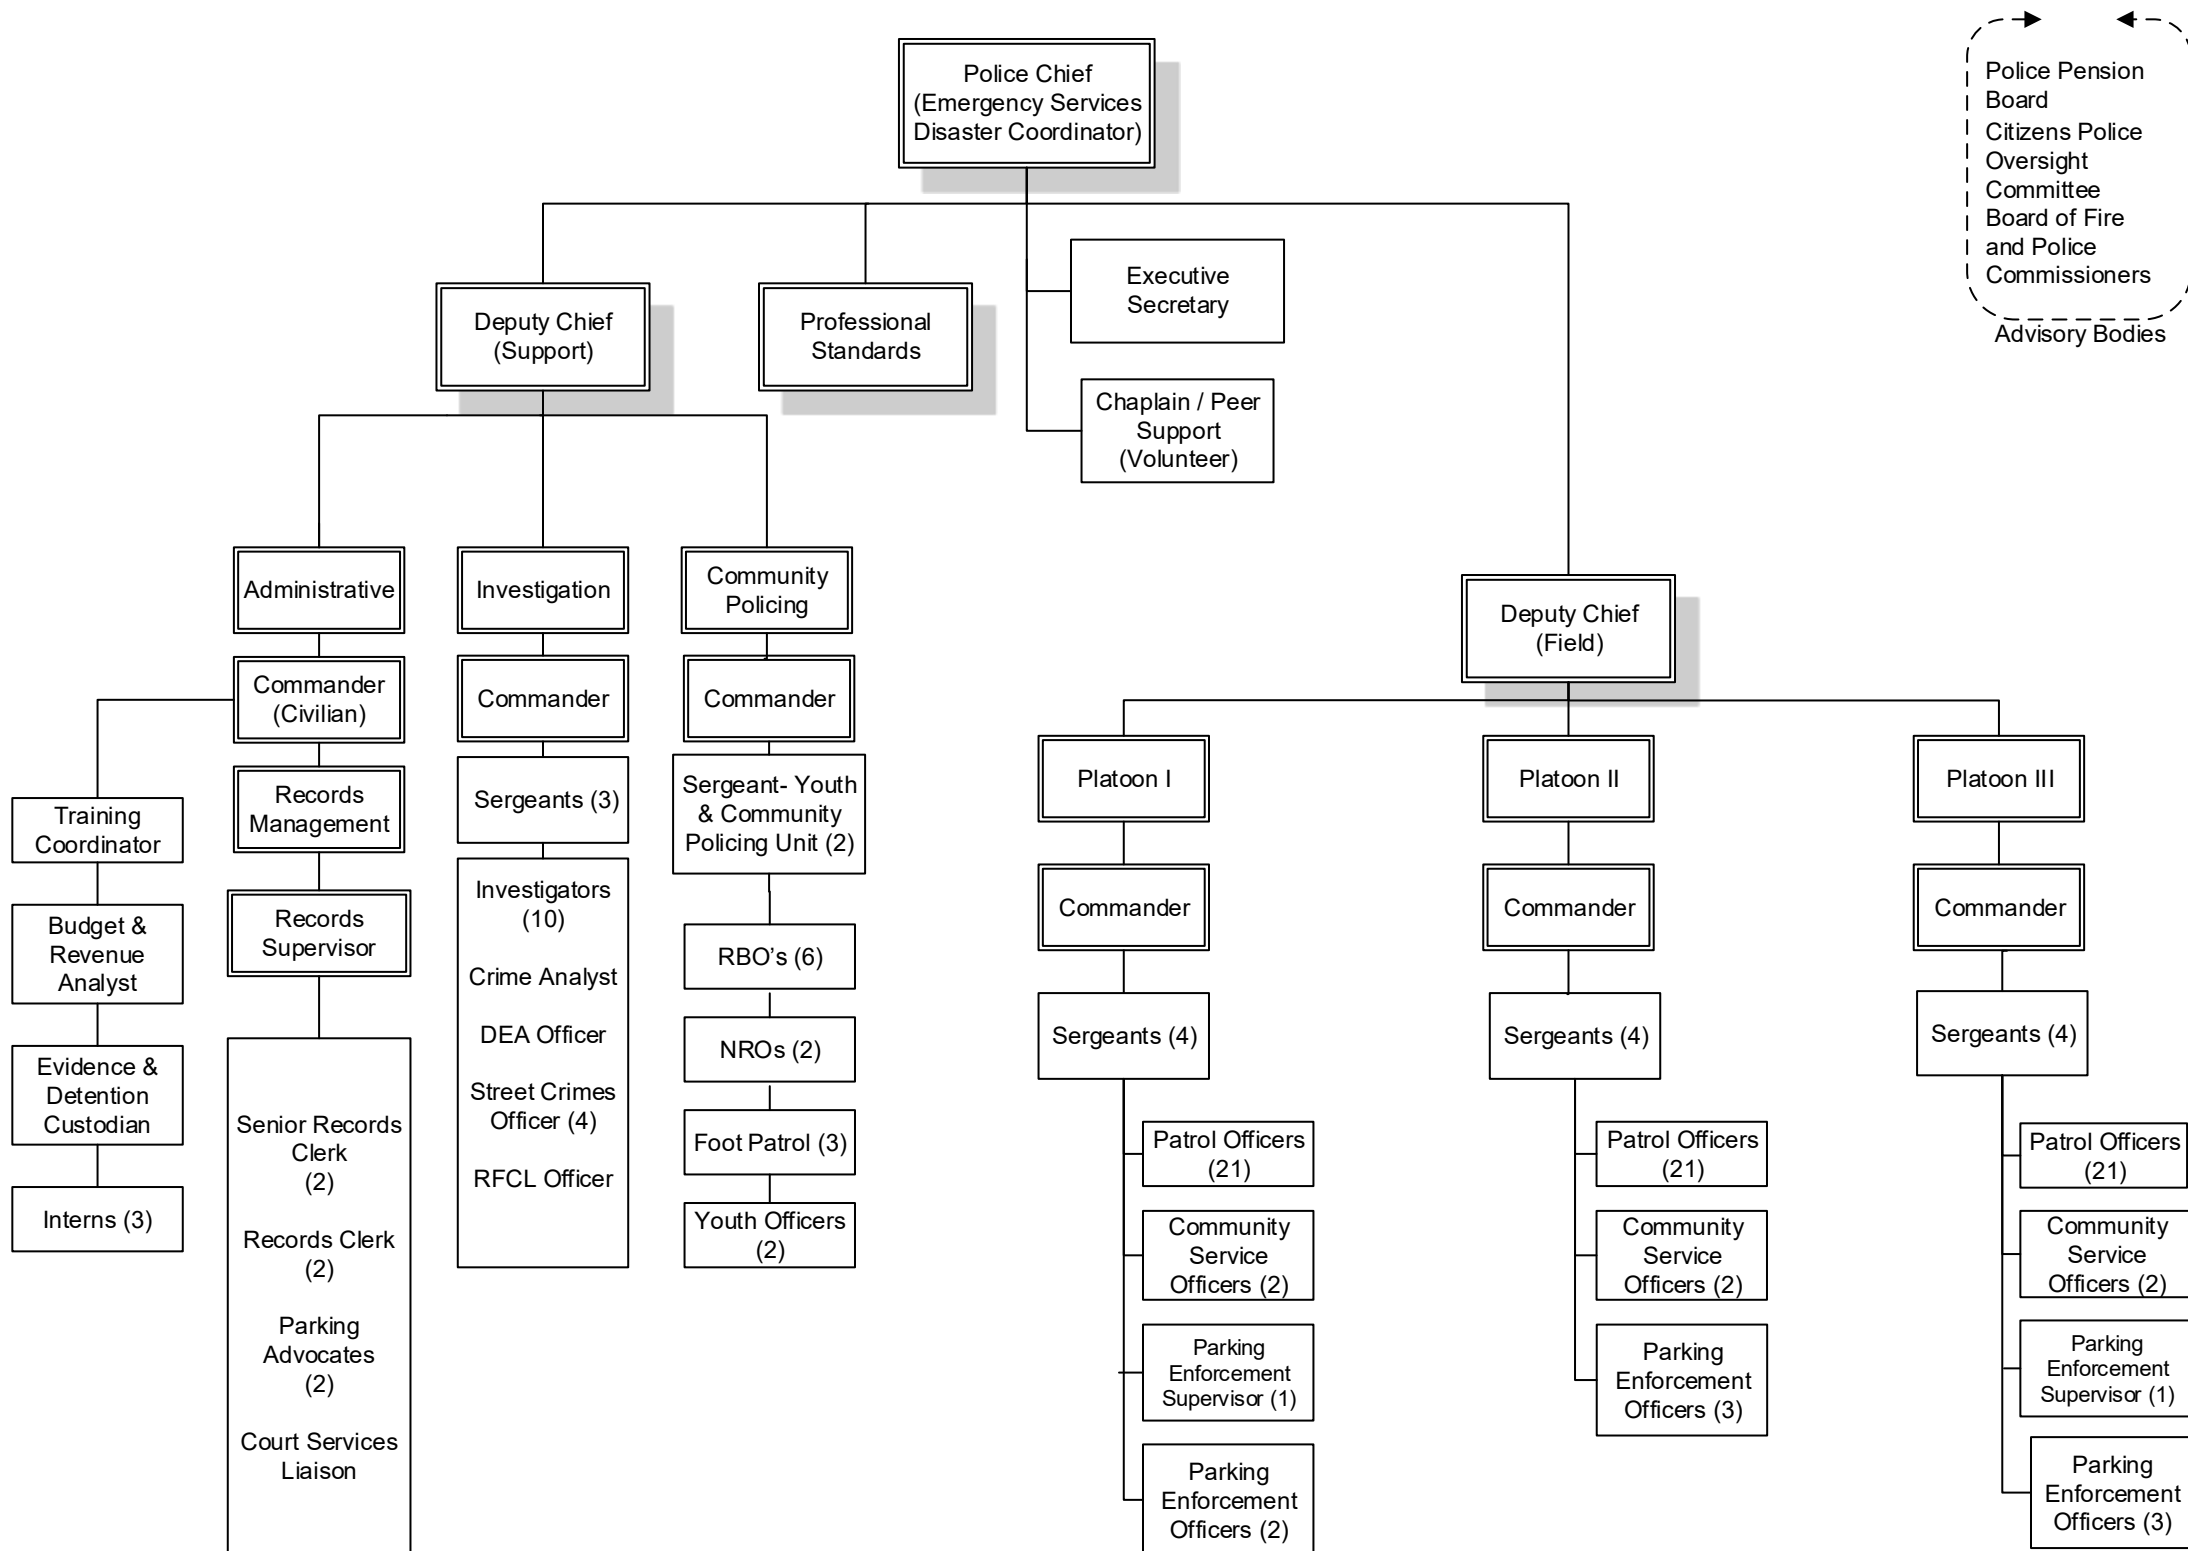 Police Chief
(Emergency Services
Disaster Coordinator)
Police Pension
Board
Citizens Police
Oversight
Committee
Board of Fire
and Police
Commissioners
Advisory Bodies
Executive
Secretary
Chaplain / Peer
Support
(Volunteer)
Deputy Chief
(Support)
Professional
Standards
Administrative
Commander
(Civilian)
Training
Coordinator
Budget &
Revenue
Analyst
Evidence &
Detention
Custodian
Interns (3)
Records
Management
Records
Supervisor
Senior Records
Clerk
(2)
Records Clerk
(2)
Parking
Advocates
(2)
Court Services
Liaison
Investigation
Commander
Sergeants (3)
Investigators
(10)
Crime Analyst
DEA Officer
Street Crimes
Officer (4)
RFCL Officer
Community
Policing
Commander
Sergeant- Youth
& Community
Policing Unit (2)
RBO’s (6)
NROs (2)
Foot Patrol (3)
Youth Officers
(2)
Deputy Chief
(Field)
Platoon I
Commander
Sergeants (4)
Patrol Officers
(21)
Community
Service
Officers (2)
Parking
Enforcement
Supervisor (1)
Parking
Enforcement
Officers (2)
Platoon II
Commander
Sergeants (4)
Patrol Officers
(21)
Community
Service
Officers (2)
Parking
Enforcement
Officers (3)
Platoon III
Commander
Sergeants (4)
Patrol Officers
(21)
Community
Service
Officers (2)
Parking
Enforcement
Supervisor (1)
Parking
Enforcement
Officers (3)